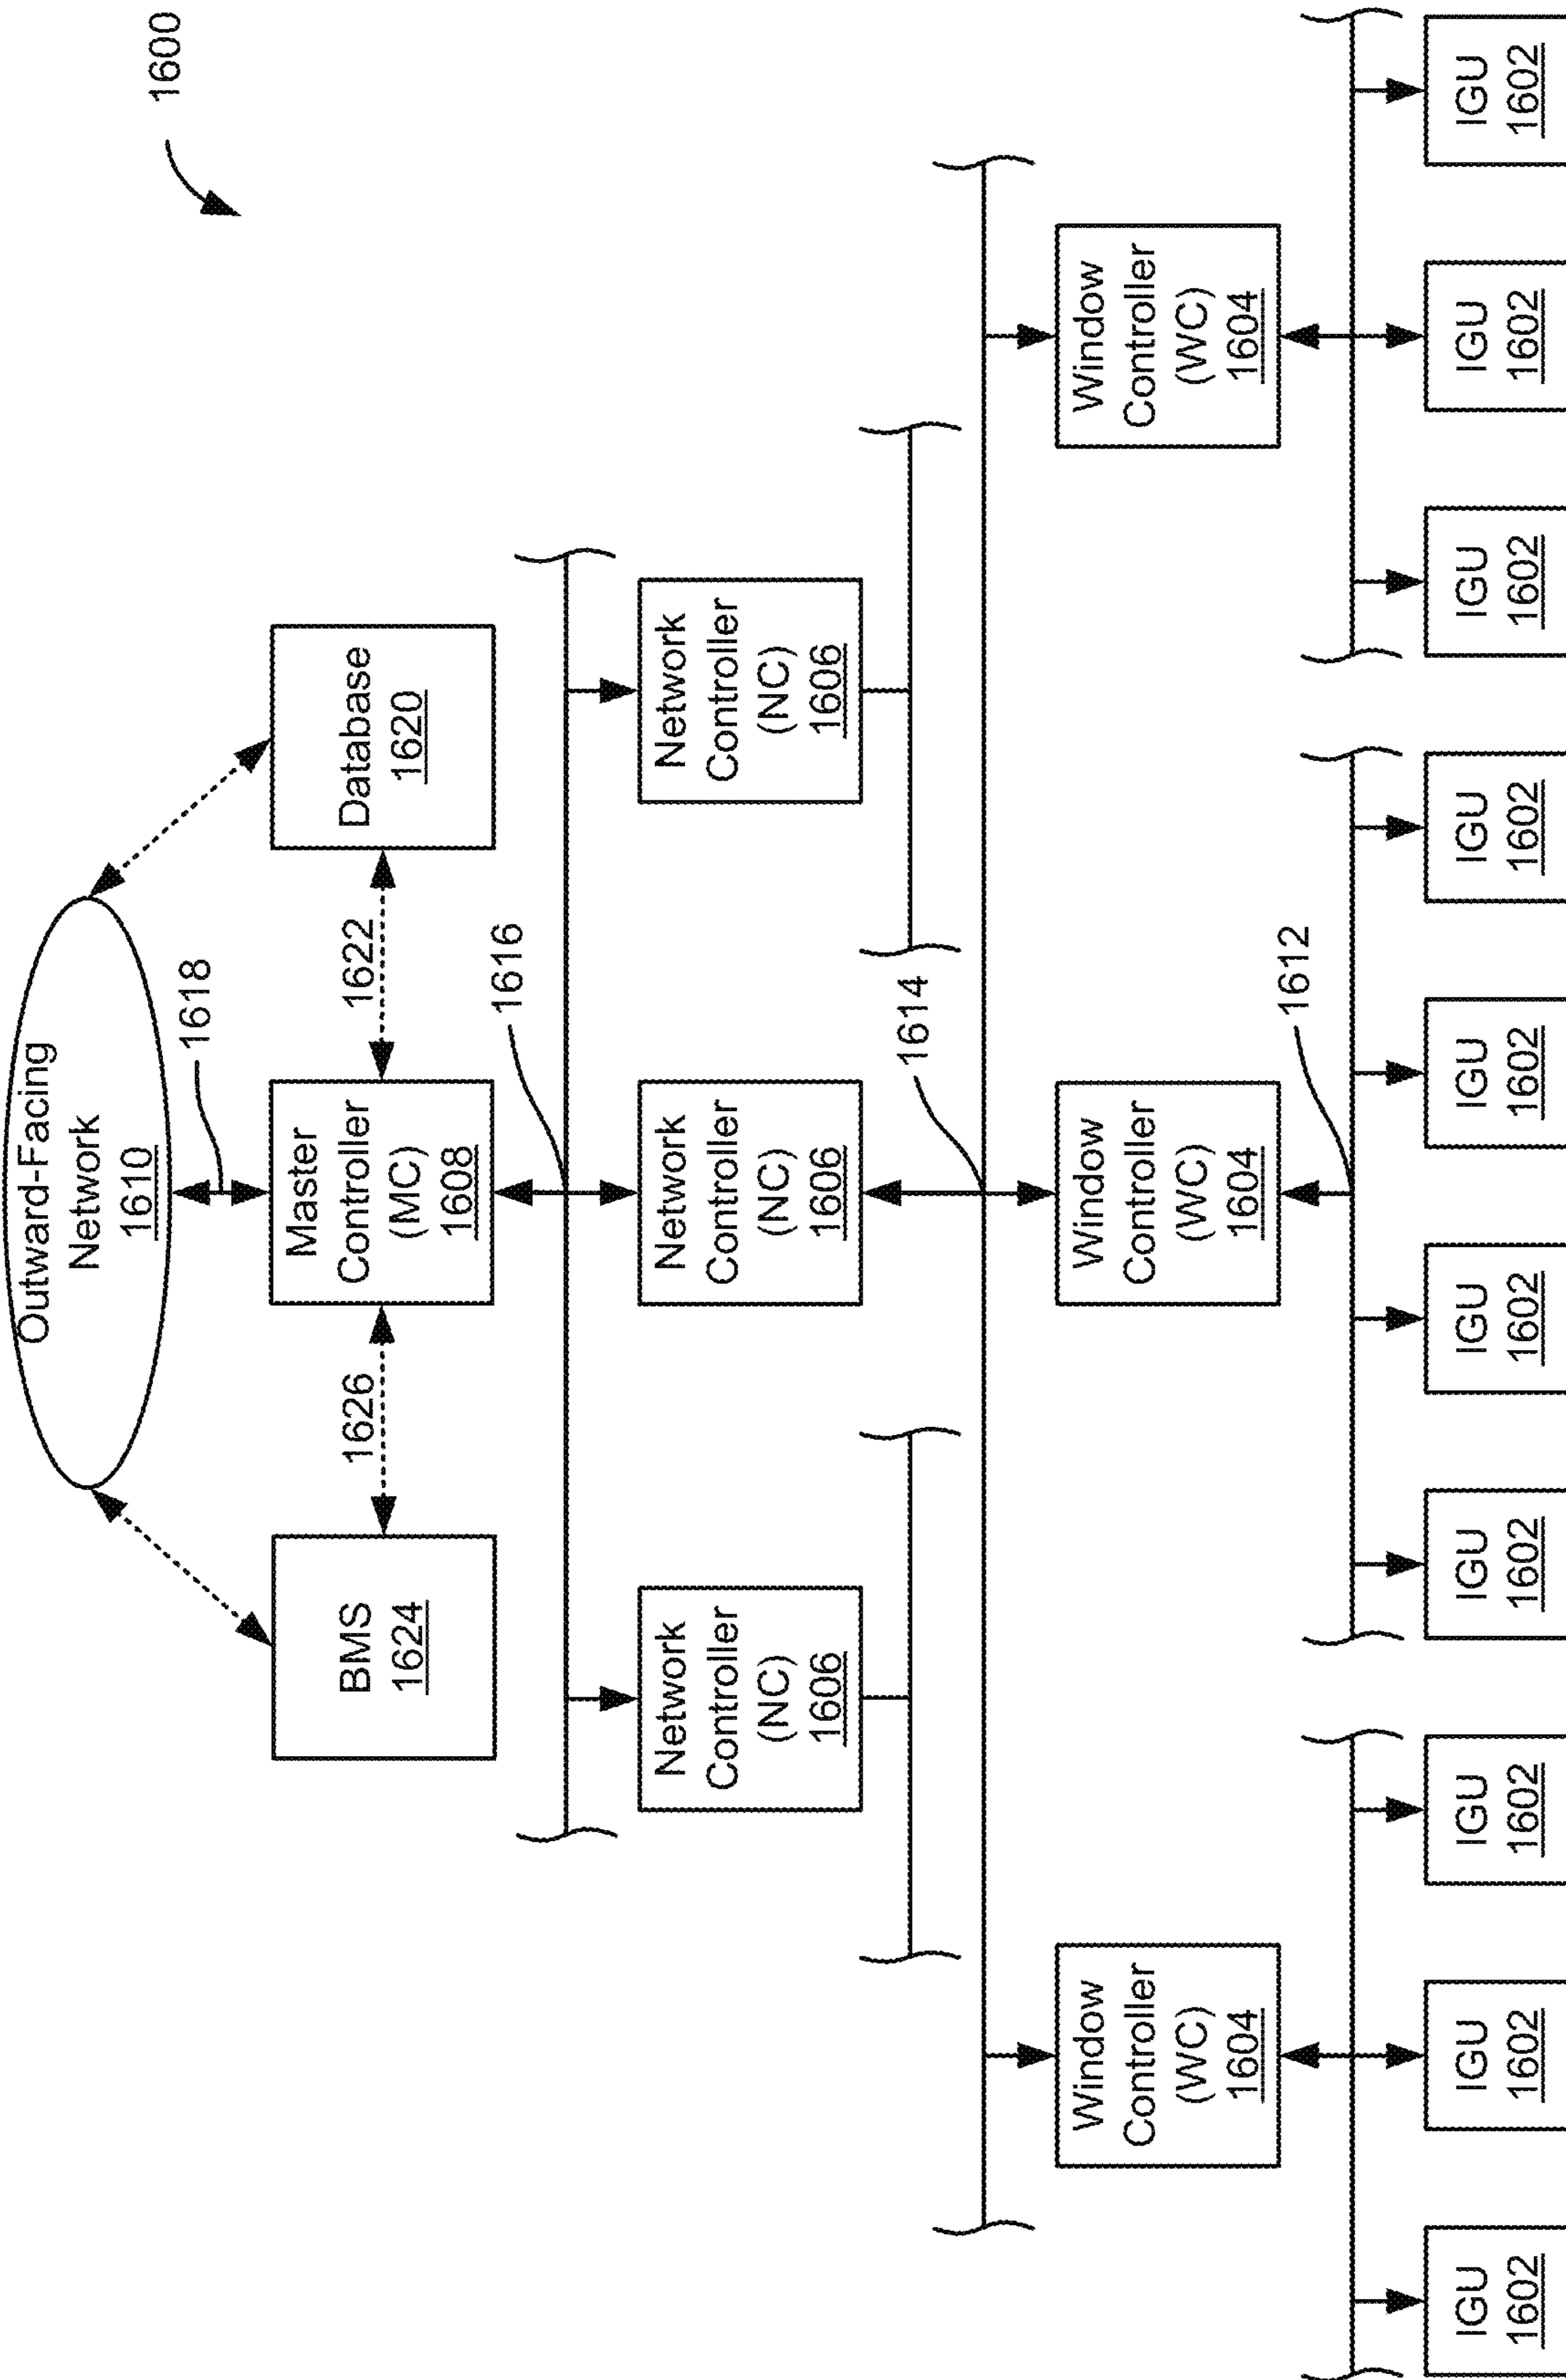 Outward-Facing
Network
1610
1600
1618
BMS
1624
1626
Master
Controller
(MC)
1608
1622
Database
1620
1616
Network
Controller
(NC)
1606
Network
Controller
(NC)
1606
Network
Controller
(NC)
1606
1614
Window
Controller
(WC)
1604
Window
Controller
(WC)
1604
Window
Controller
(WC)
1604
1612
IGU
1602
IGU
1602
IGU
1602
IGU
1602
IGU
1602
IGU
1602
IGU
1602
IGU
1602
IGU
1602
IGU
1602